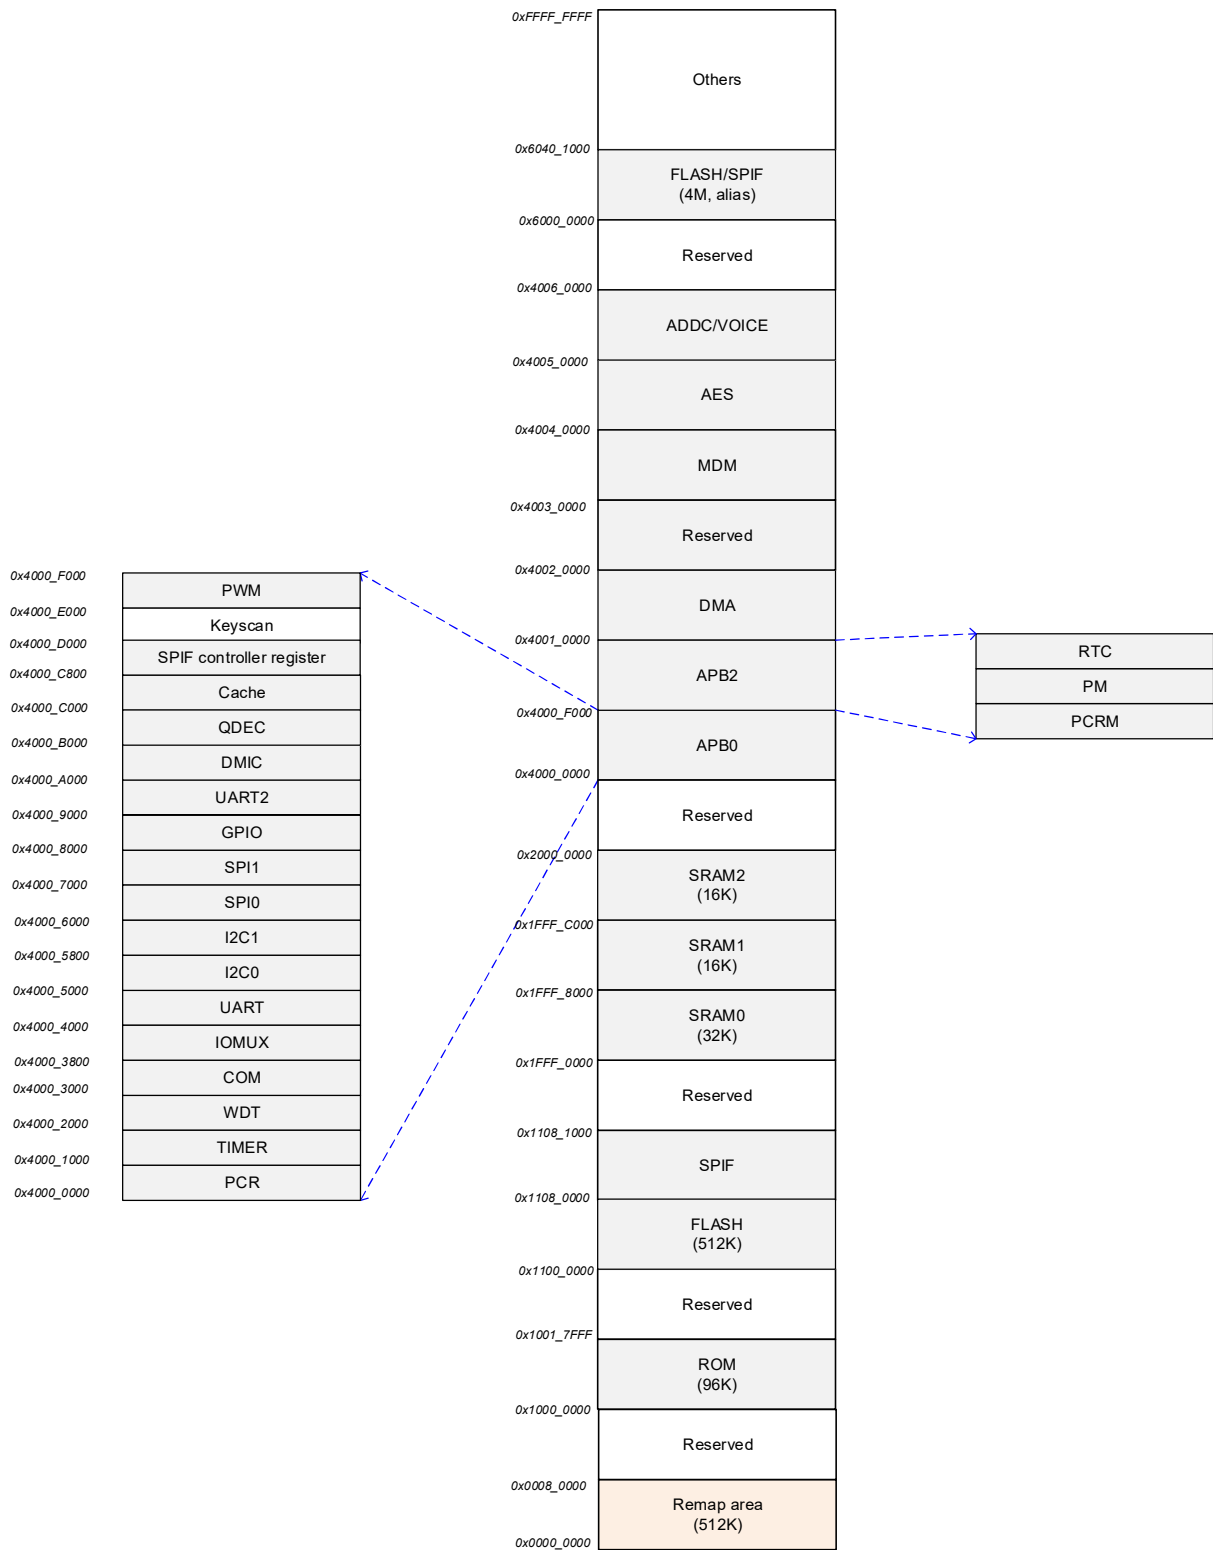 0xFFFF_FFFF
Others
0x6040_1000
FLASH/SPIF
(4M, alias)
0x6000_0000
Reserved
0x4006_0000
ADDC/VOICE
0x4005_0000
AES
0x4004_0000
MDM
0x4003_0000
Reserved
0x4002_0000
DMA
0x4001_0000
APB2
0x4000_F000
APB0
0x4000_0000
Reserved
0x2000_0000
SRAM2
(16K)
0x1FFF_C000
SRAM1
(16K)
0x1FFF_8000
SRAM0
(32K)
0x1FFF_0000
Reserved
0x1108_1000
SPIF
0x1108_0000
FLASH
(512K)
0x1100_0000
Reserved
0x1001_7FFF
ROM
(96K)
0x1000_0000
Reserved
0x0008_0000
Remap area
(512K)
0x0000_0000
0x4000_F000
PWM
0x4000_E000
Keyscan
0x4000_D000
SPIF controller register
0x4000_C800
Cache
0x4000_C000
QDEC
0x4000_B000
DMIC
0x4000_A000
UART2
0x4000_9000
GPIO
0x4000_8000
SPI1
0x4000_7000
SPI0
0x4000_6000
I2C1
0x4000_5800
I2C0
0x4000_5000
UART
0x4000_4000
IOMUX
0x4000_3800
COM
0x4000_3000
WDT
0x4000_2000
TIMER
0x4000_1000
PCR
0x4000_0000
RTC
PM
PCRM